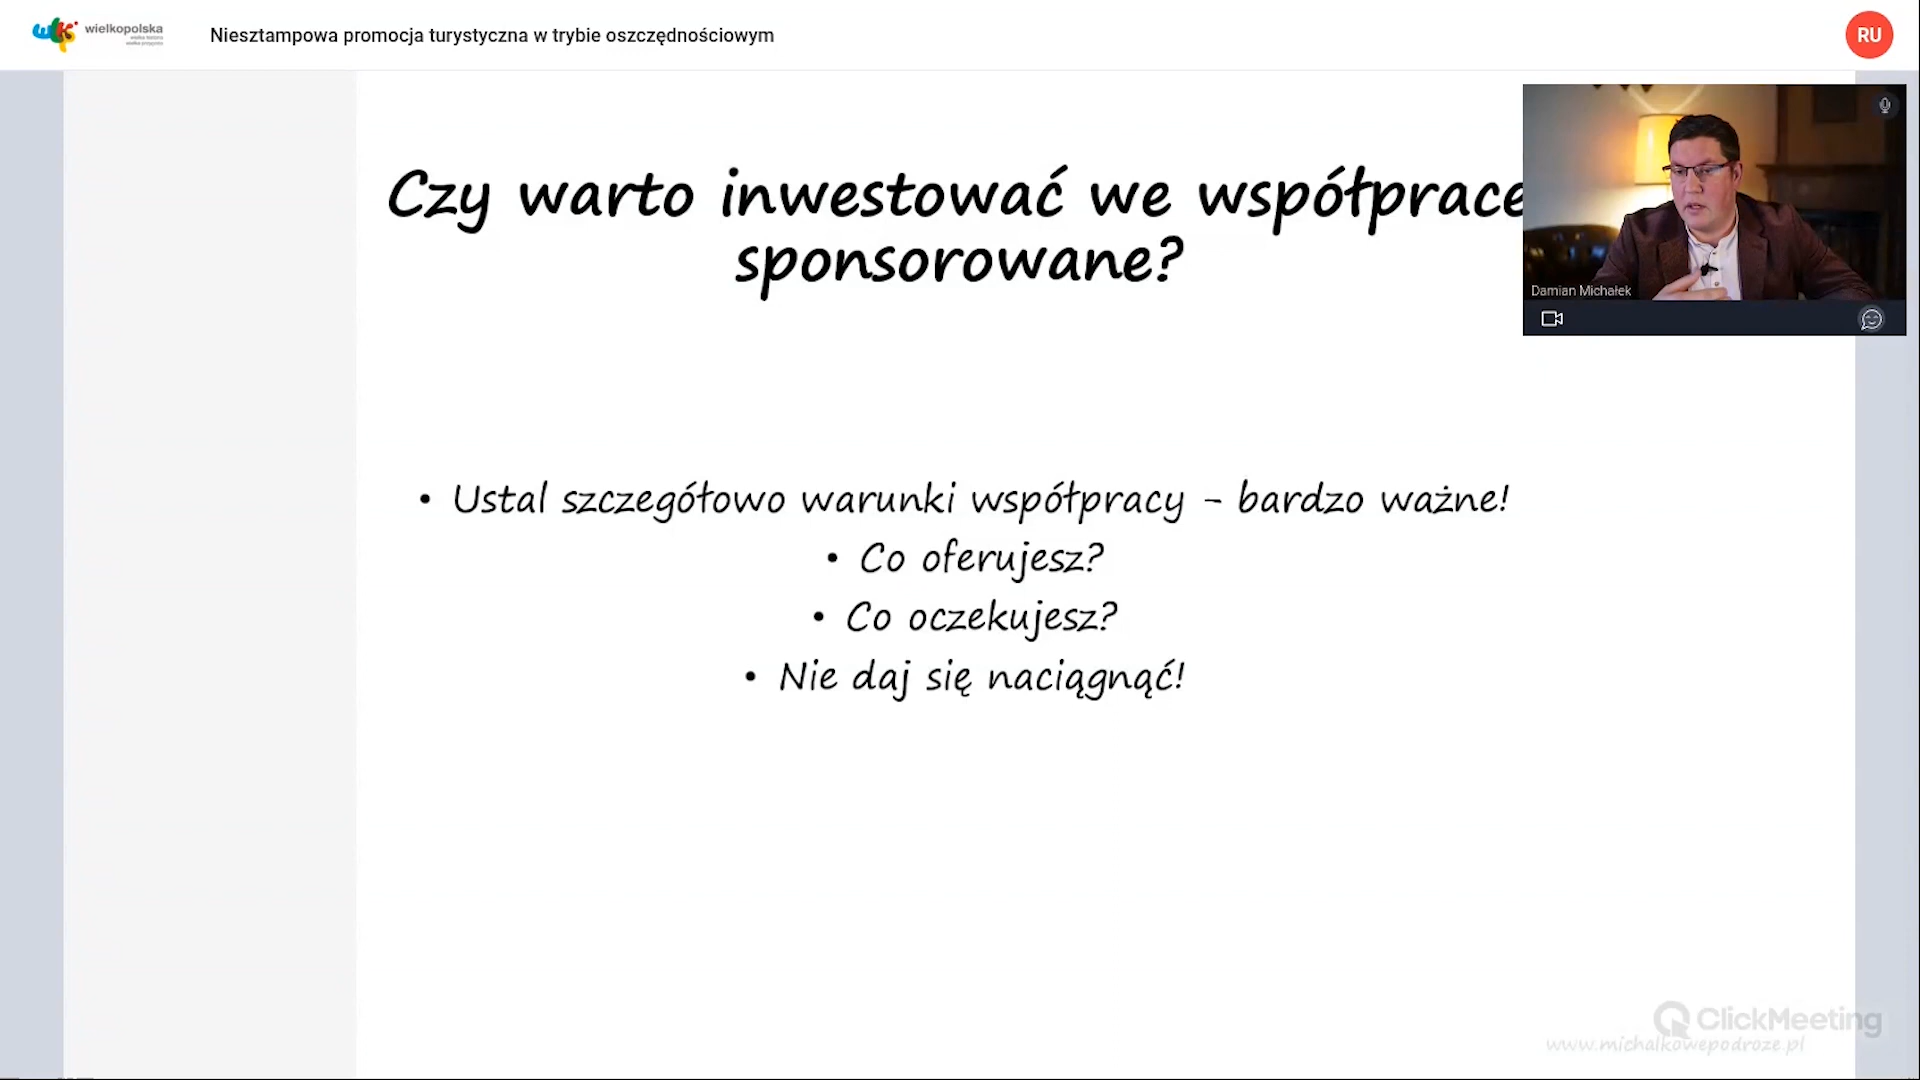 wielkopolska
Niesztampowa promocja turystyczna w trybie oszczędnościowym
RU
Czy warto inwestować we współprace
sponsorowane?
Damian Michałek
• Ustal szczegółowo warunki współpracy - bardzo ważne!
• Co oferujesz?
• Co oczekujesz?
• Nie daj się naciągnąć!
ClickMeeting
www.michalkowepodroze.pl